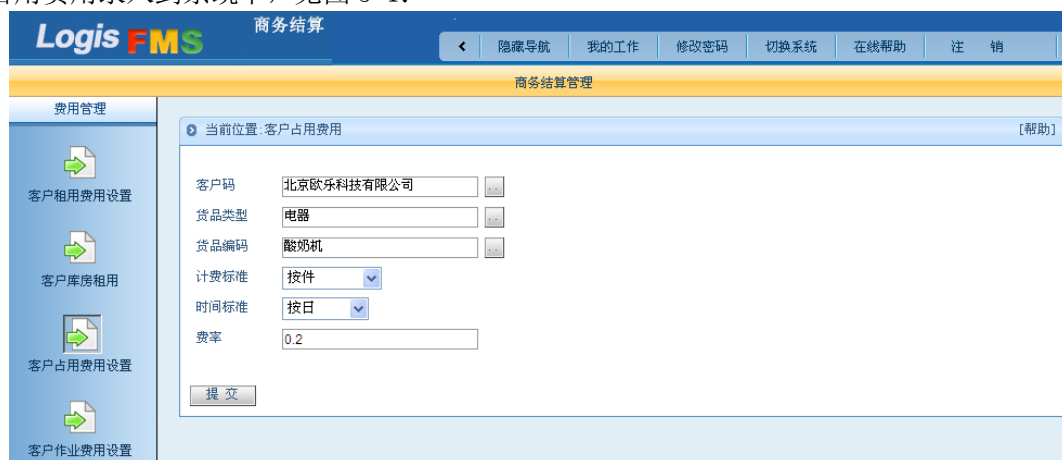 Logis FMS
商务结算
隐藏导航 我的工作 修改密码 切换系统 在线帮助 注 销
商务结算管理
费用管理
当前位置:客户占用费用 [帮助]
客户租用费用设置
客户库房租用
客户占用费用设置
客户作业费用设置
客户码 北京欧乐科技有限公司 ..
货品类型 电器 ..
货品编码 酸奶机 ..
计费标准 按件
时间标准 按日
费率 0.2
提 交